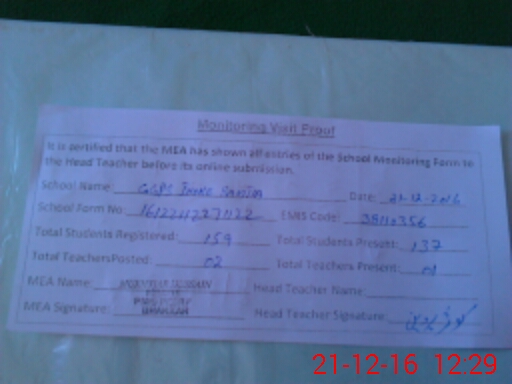 Monitoring Visit Proof
It is certified that the MEA has shown all entries of the School Monitoring Form to
the Head Teacher before its online submission.
School Name: GGPS Date: 21-12-2016
School Form No: EMIS Code: 38110356
Total Students Registered: 159 Total Students Present: 137
Total TeachersPosted: 02 Total Teachers Present: 01
MEA Name: Head Teacher Name:
MEA Signature: Head Teacher Signature:
21-12-16 12:29